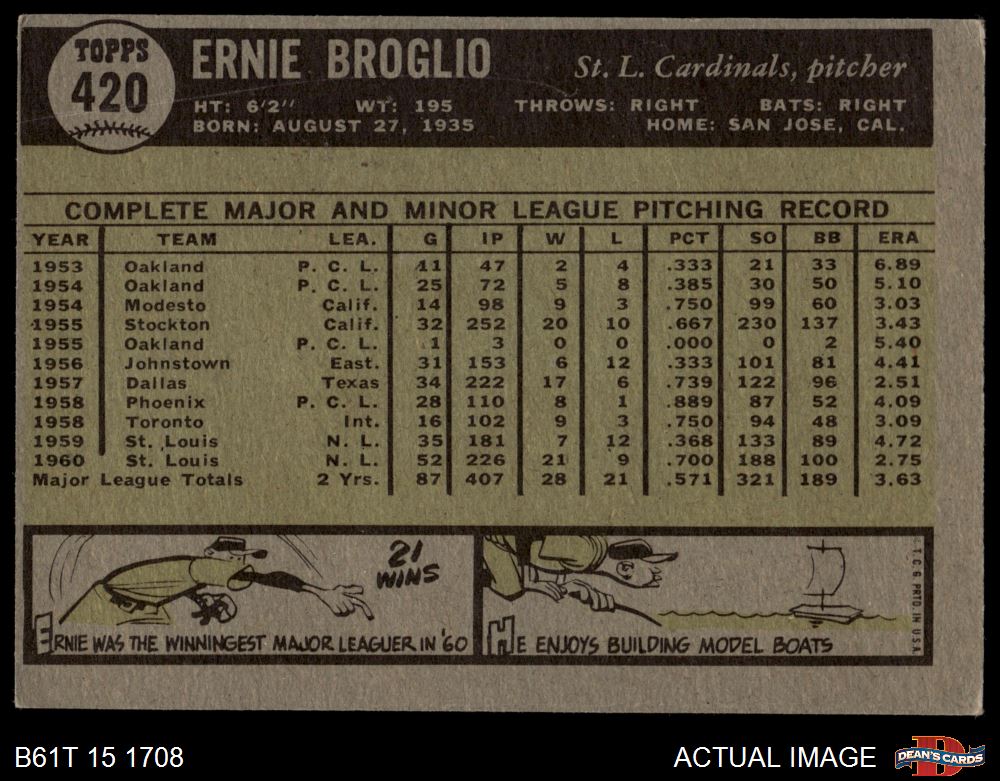 TOPPS
420
ERNIE BROGLIO
St. L. Cardinals, pitcher
HT: 6'2" WT: 195 THROWS: RIGHT BATS: RIGHT
BORN: AUGUST 27, 1935 HOME: SAN JOSE, CAL.
COMPLETE MAJOR AND MINOR LEAGUE PITCHING RECORD
YEAR TEAM LEA. G IP W L PCT SO BB ERA
1953 Oakland P. C. L. 11 47 2 4 .333 21 33 6.89
1954 Oakland P. C. L. 25 72 5 8 .385 30 50 5.10
1954 Modesto Calif. 14 98 9 3 .750 99 60 3.03
1955 Stockton Calif. 32 252 20 10 .667 230 137 3.43
1955 Oakland P. C. L. 1 3 0 0 .000 0 2 5.40
1956 Johnstown East. 31 153 6 12 .333 101 81 4.41
1957 Dallas Texas 34 222 17 6 .739 122 96 2.51
1958 Phoenix P. C. L. 28 110 8 1 .889 87 52 4.09
1958 Toronto Int. 16 102 9 3 .750 94 48 3.09
1959 St. Louis N. L. 35 181 7 12 .368 133 89 4.72
1960 St. Louis N. L. 52 226 21 9 .700 188 100 2.75
Major League Totals 2 Yrs. 87 407 28 21 .571 321 189 3.63
21 WINS
ERNIE WAS THE WINNINGEST MAJOR LEAGUER IN '60
HE ENJOYS BUILDING MODEL BOATS
T.C.G. PRTD. IN U.S.A.
B61T 15 1708
ACTUAL IMAGE
D
DEAN'S CARDS